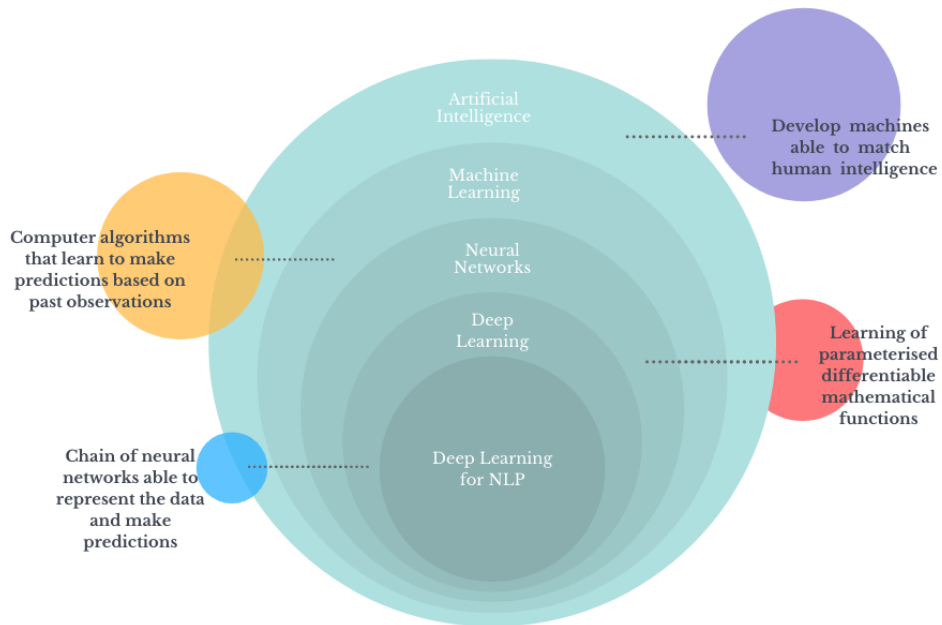 Artificial
Intelligence
Develop machines
able to match
human intelligence
Machine
Learning
Computer algorithms
that learn to make
predictions based on
past observations
Neural
Networks
Deep
Learning
Learning of
parameterised
differentiable
mathematical
functions
Chain of neural
networks able to
represent the data
and make
predictions
Deep Learning
for NLP